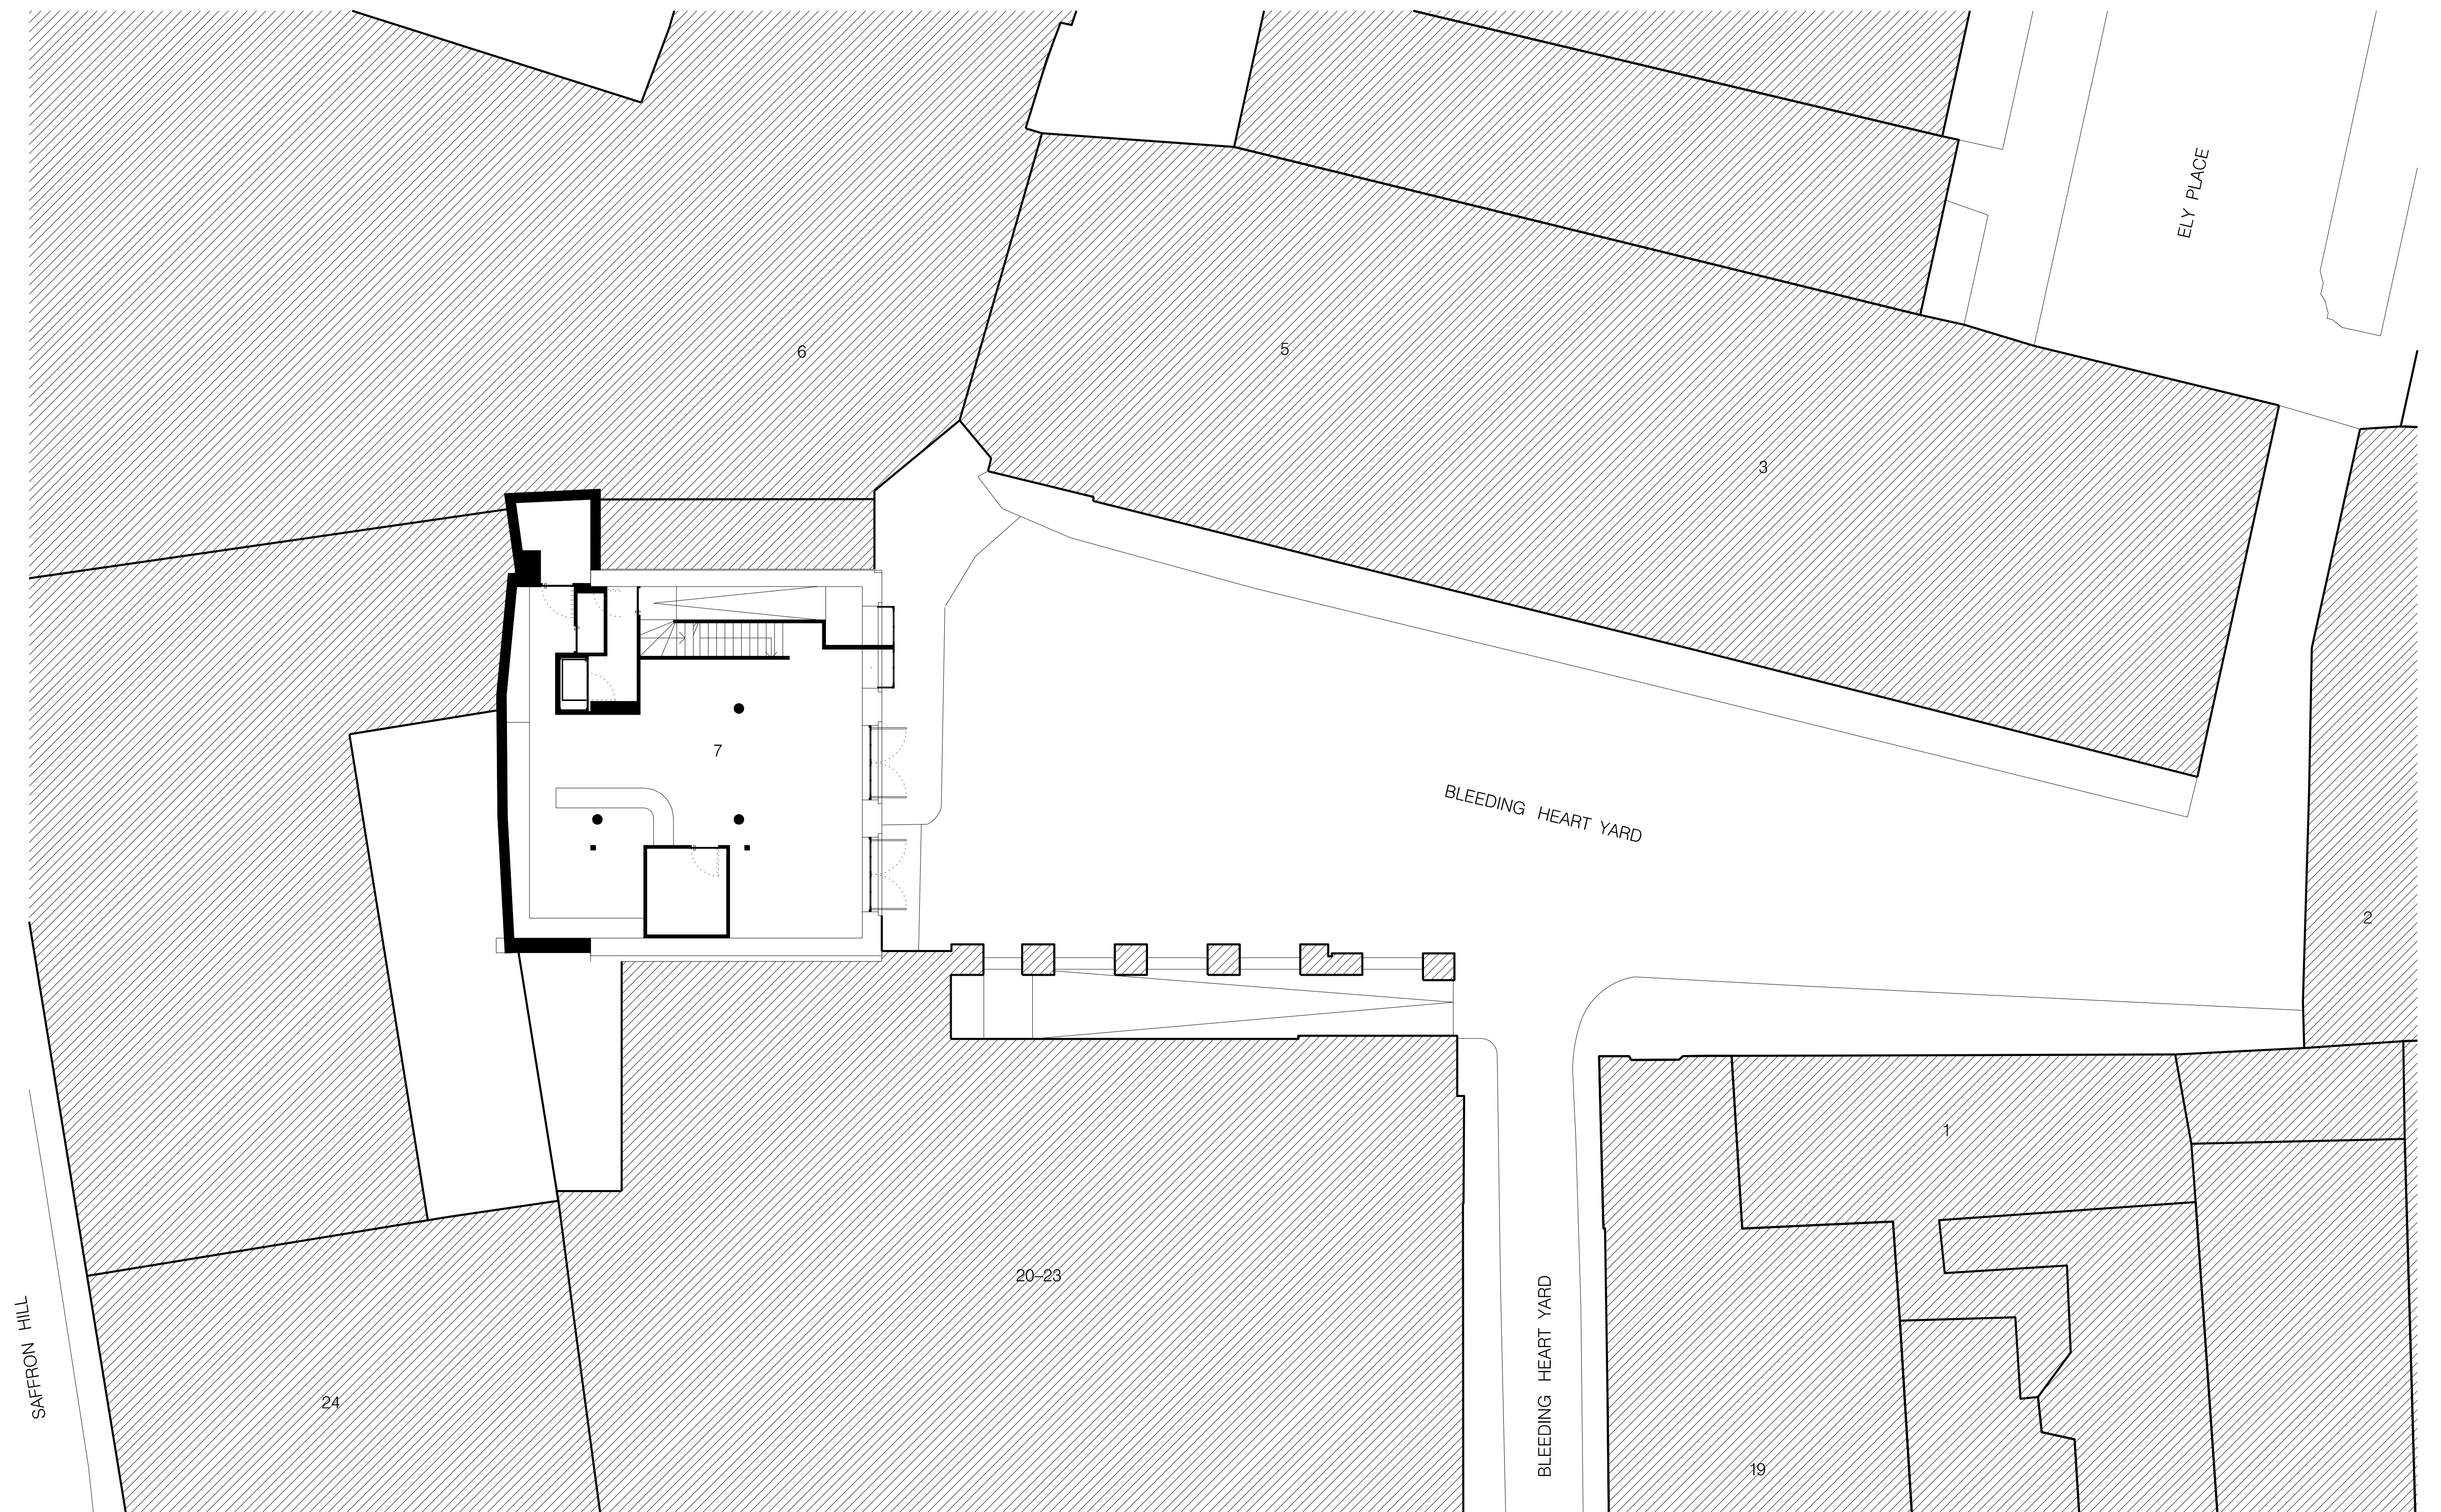 ELY PLACE
6
5
3
7
BLEEDING HEART YARD
2
1
20–23
SAFFRON HILL
BLEEDING HEART YARD
24
19